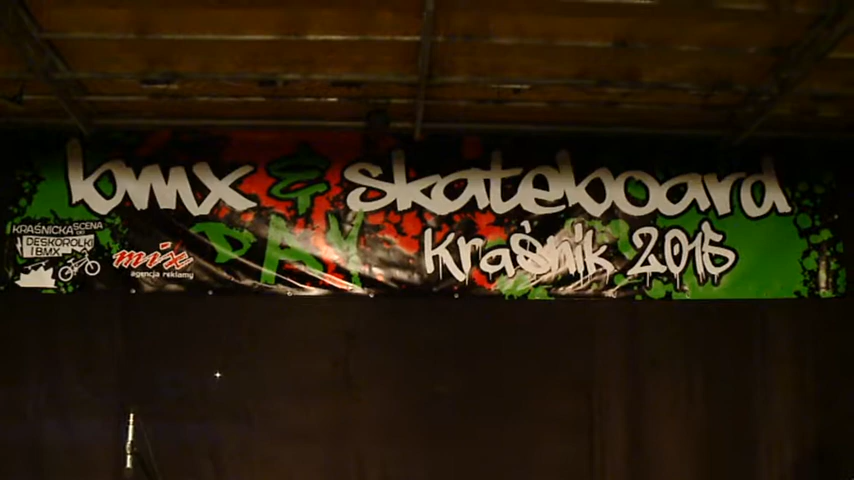 bmx & skateboard
DAY Kraśnik 2015
KRAŚNICKA SCENA
DESKOROLKI
I BMX
mix
agencja reklamy